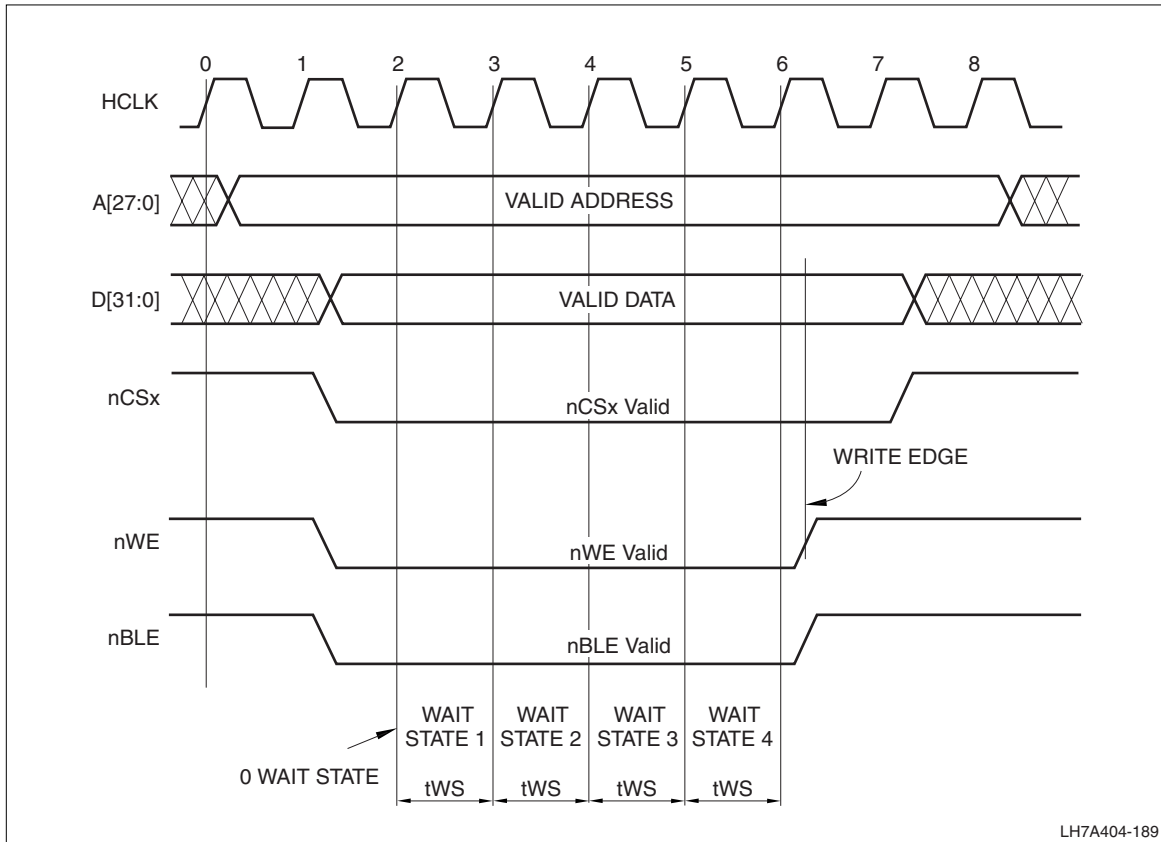 0 1 2 3 4 5 6 7 8
HCLK
A[27:0]
VALID ADDRESS
D[31:0]
VALID DATA
nCSx
nCSx Valid
WRITE EDGE
nWE
nWE Valid
nBLE
nBLE Valid
WAIT STATE 1
WAIT STATE 2
WAIT STATE 3
WAIT STATE 4
0 WAIT STATE
tWS tWS tWS tWS
LH7A404-189